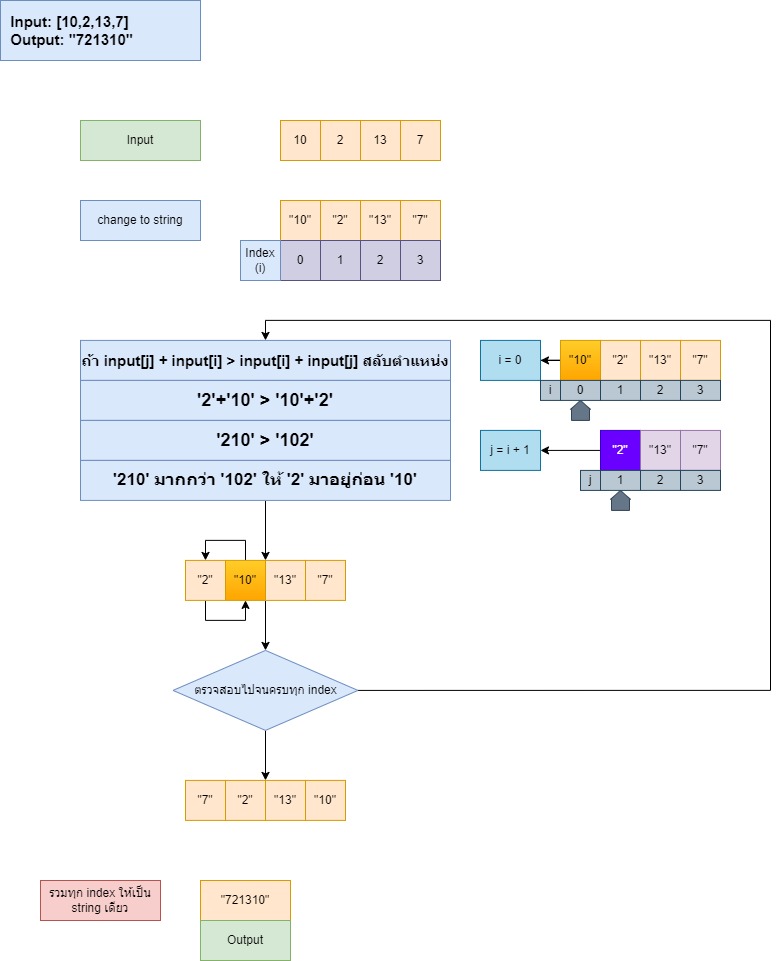 Input: [10,2,13,7]
Output: "721310"
Input
10 2 13 7
change to string
"10" "2" "13" "7"
Index
(i)
0 1 2 3
ถ้า input[j] + input[i] > input[i] + input[j] สลับตำแหน่ง
'2'+'10' > '10'+'2'
'210' > '102'
'210' มากกว่า '102' ให้ '2' มาอยู่ก่อน '10'
i = 0
"10" "2" "13" "7"
i 0 1 2 3
j = i + 1
"2" "13" "7"
j 1 2 3
"2" "10" "13" "7"
ตรวจสอบไปจนครบทุก index
"7" "2" "13" "10"
รวมทุก index ให้เป็น
string เดียว
"721310"
Output